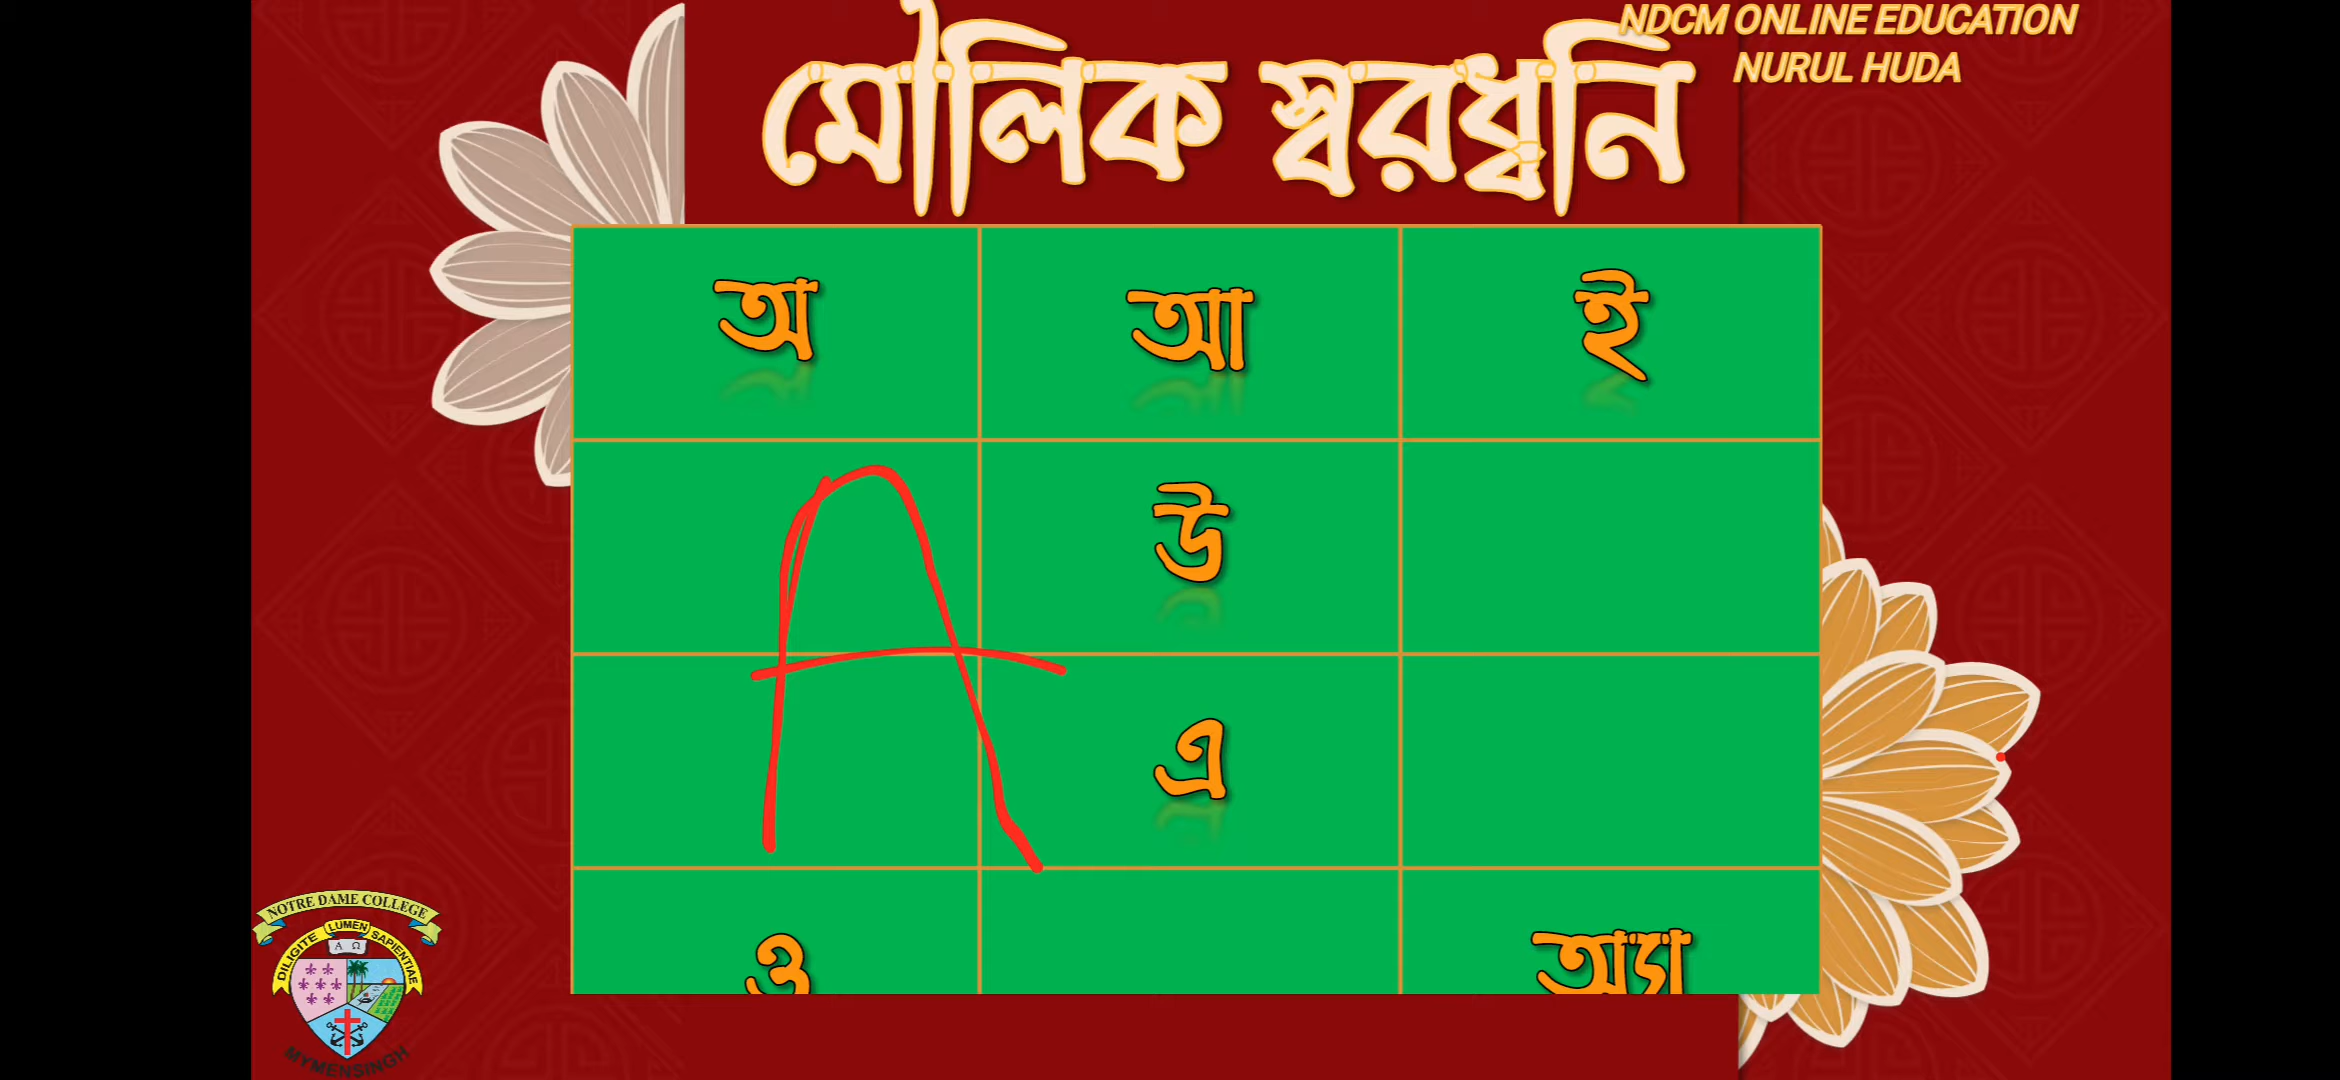 NDCM ONLINE EDUCATION
NURUL HUDA
মৌলিক স্বরধ্বনি
অ আ ই
উ
A
এ
ও অ্যা
NOTRE DAME COLLEGE
DILIGITE LUMEN SAPIENTIAE
Α Ω
MYMENSINGH